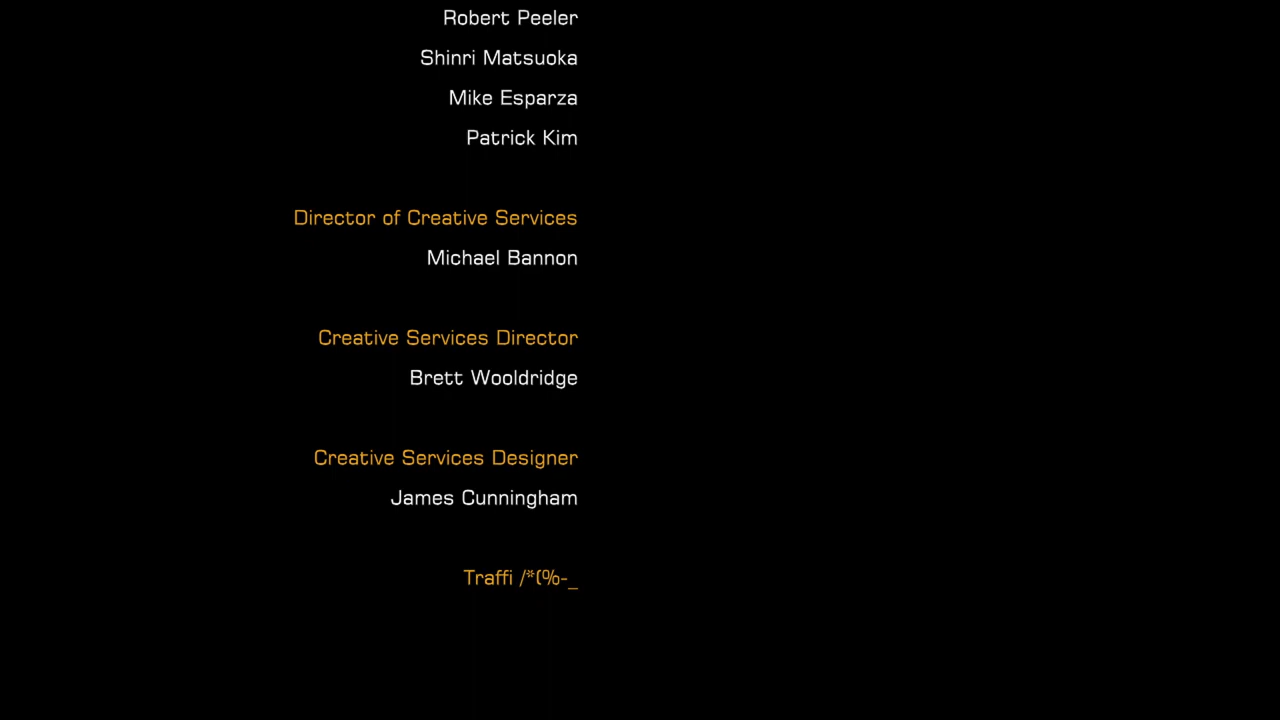 Robert Peeler
Shinri Matsuoka
Mike Esparza
Patrick Kim
Director of Creative Services
Michael Bannon
Creative Services Director
Brett Wooldridge
Creative Services Designer
James Cunningham
Traffi /*(%-_